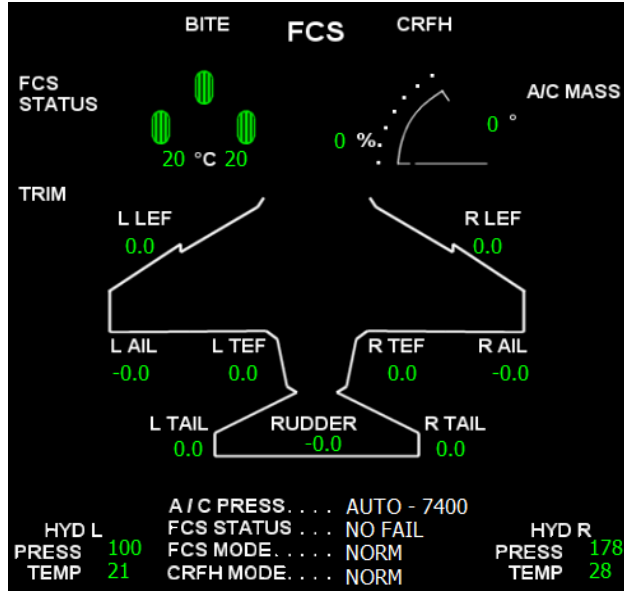 BITE FCS CRFH
FCS
STATUS
A/C MASS
0 %. 0 °
20 °C 20
TRIM
L LEF R LEF
0.0 0.0
L AIL L TEF R TEF R AIL
-0.0 0.0 0.0 -0.0
L TAIL RUDDER R TAIL
0.0 -0.0 0.0
A / C PRESS. . . . AUTO - 7400
HYD L FCS STATUS . . . NO FAIL HYD R
PRESS 100 FCS MODE. . . . NORM PRESS 178
TEMP 21 CRFH MODE. . . . NORM TEMP 28